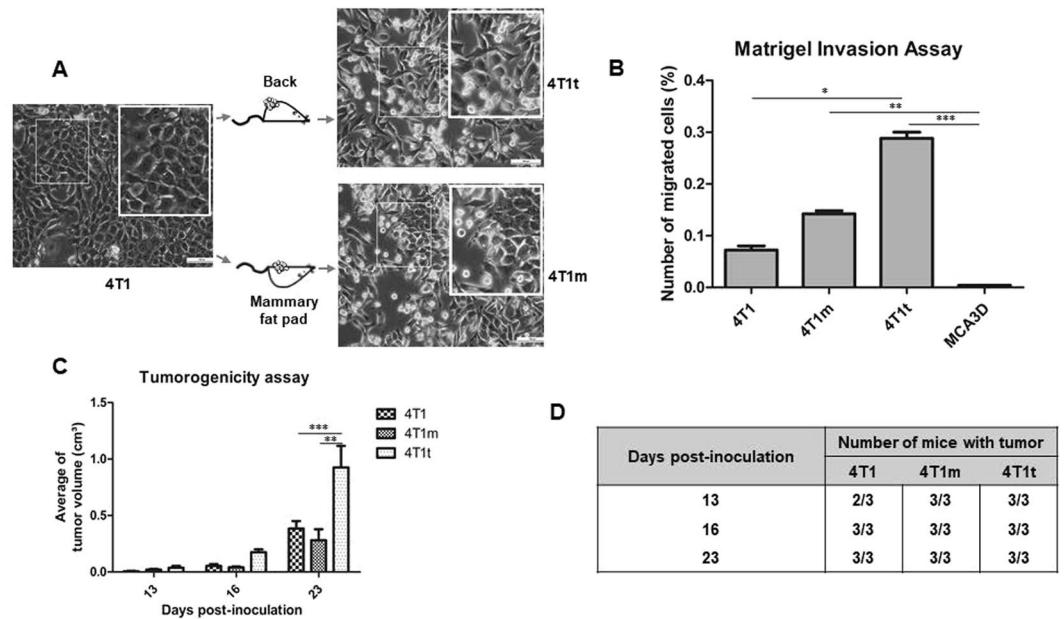 A
4T1
Back
Mammary
fat pad
4T1t
4T1m
B
Matrigel Invasion Assay
Number of migrated cells (%)
0.4
0.3
0.2
0.1
0.0
*
**
***
4T1
4T1m
4T1t
MCA3D
C
Tumorogenicity assay
Average of
tumor volume (cm³)
1.5
1.0
0.5
0.0
***
**
13
16
23
Days post-inoculation
4T1
4T1m
4T1t
D
Days post-inoculation
Number of mice with tumor
4T1 4T1m 4T1t
13 2/3 3/3 3/3
16 3/3 3/3 3/3
23 3/3 3/3 3/3